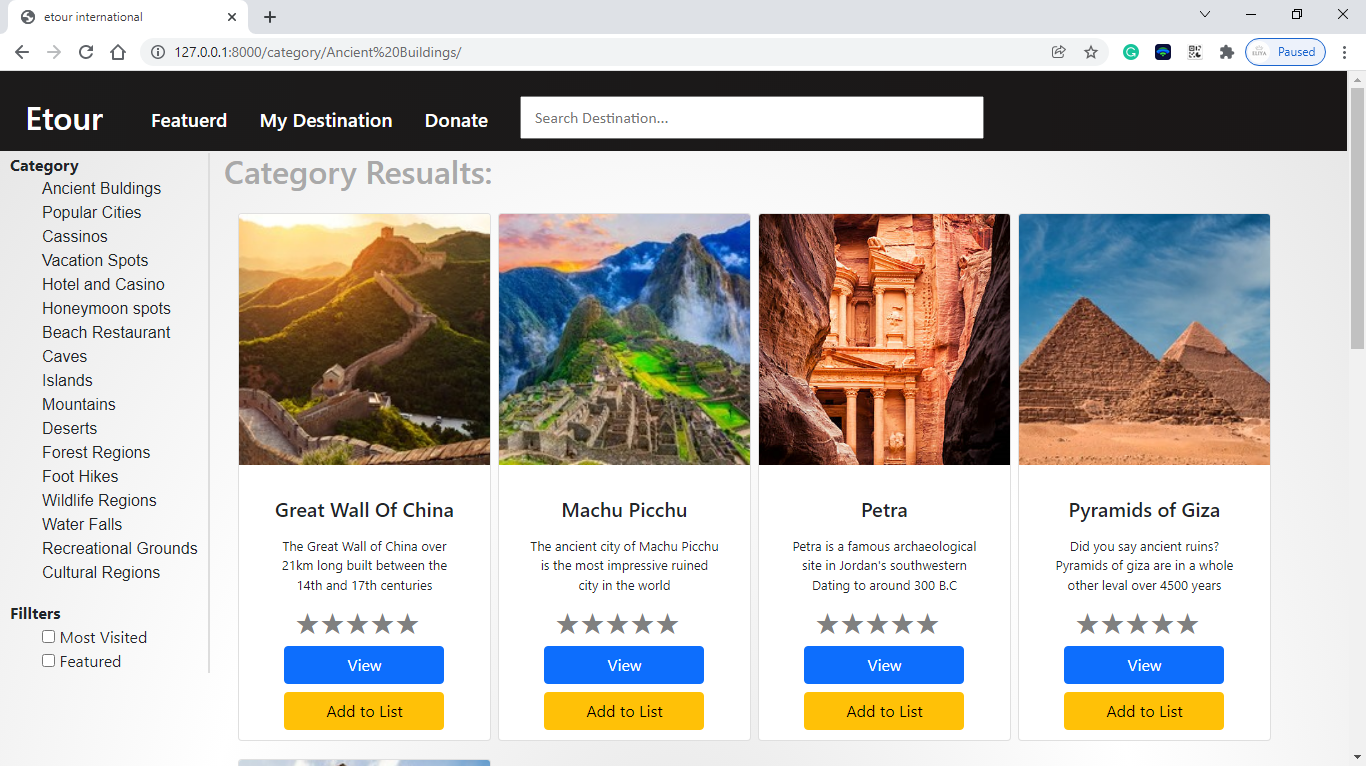 etour international
127.0.0.1:8000/category/Ancient%20Buildings/
Paused
Etour
Featuerd
My Destination
Donate
Search Destination...
Category
Ancient Buldings
Popular Cities
Cassinos
Vacation Spots
Hotel and Casino
Honeymoon spots
Beach Restaurant
Caves
Islands
Mountains
Deserts
Forest Regions
Foot Hikes
Wildlife Regions
Water Falls
Recreational Grounds
Cultural Regions
Fillters
Most Visited
Featured
Category Resualts:
Great Wall Of China
The Great Wall of China over
21km long built between the
14th and 17th centuries
View
Add to List
Machu Picchu
The ancient city of Machu Picchu
is the most impressive ruined
city in the world
View
Add to List
Petra
Petra is a famous archaeological
site in Jordan's southwestern
Dating to around 300 B.C
View
Add to List
Pyramids of Giza
Did you say ancient ruins?
Pyramids of giza are in a whole
other leval over 4500 years
View
Add to List